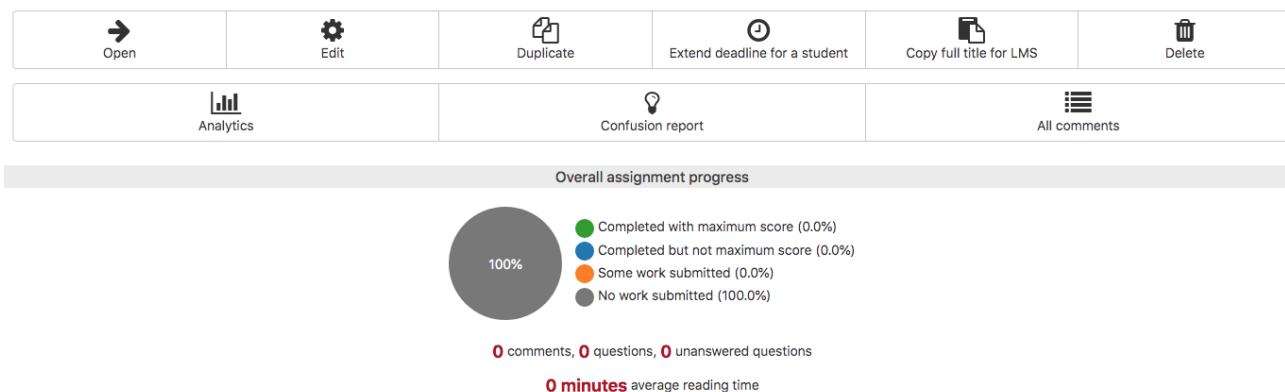 Open
Edit
Duplicate
Extend deadline for a student
Copy full title for LMS
Delete
Analytics
Confusion report
All comments
Overall assignment progress
100%
Completed with maximum score (0.0%)
Completed but not maximum score (0.0%)
Some work submitted (0.0%)
No work submitted (100.0%)
0 comments, 0 questions, 0 unanswered questions
0 minutes average reading time